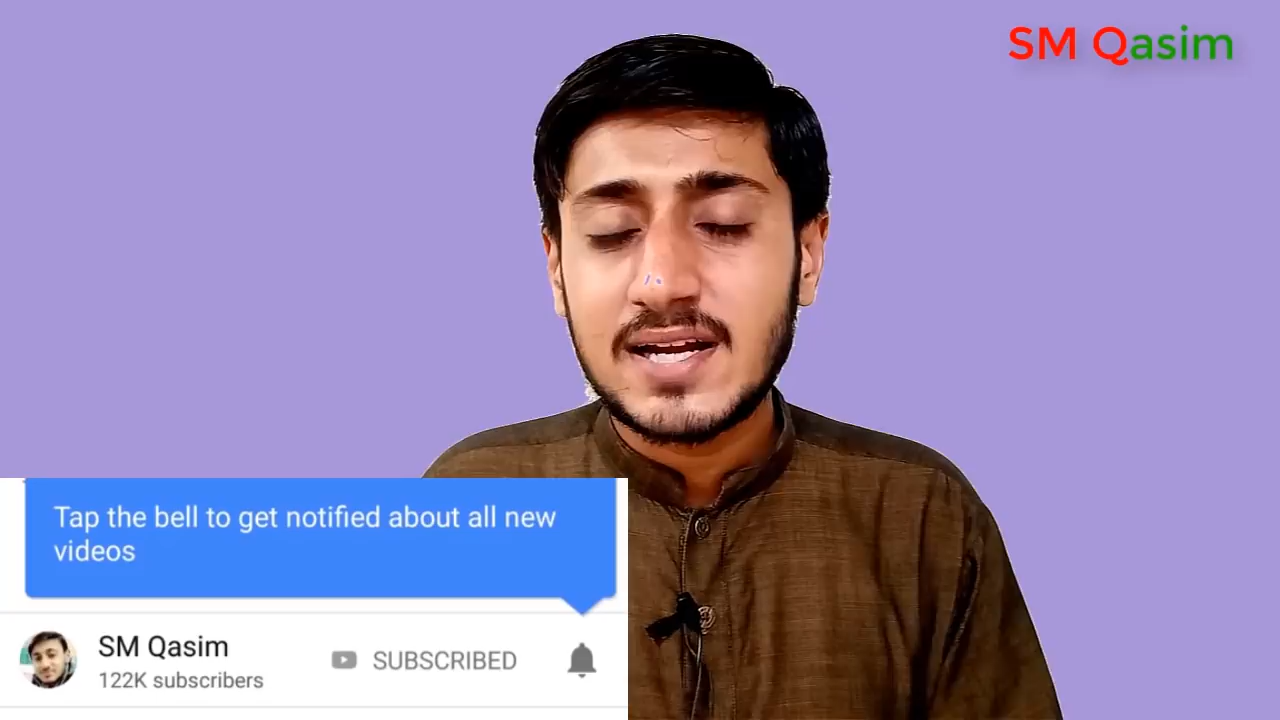 SM Qasim
Tap the bell to get notified about all new
videos
SM Qasim
SUBSCRIBED
122K subscribers